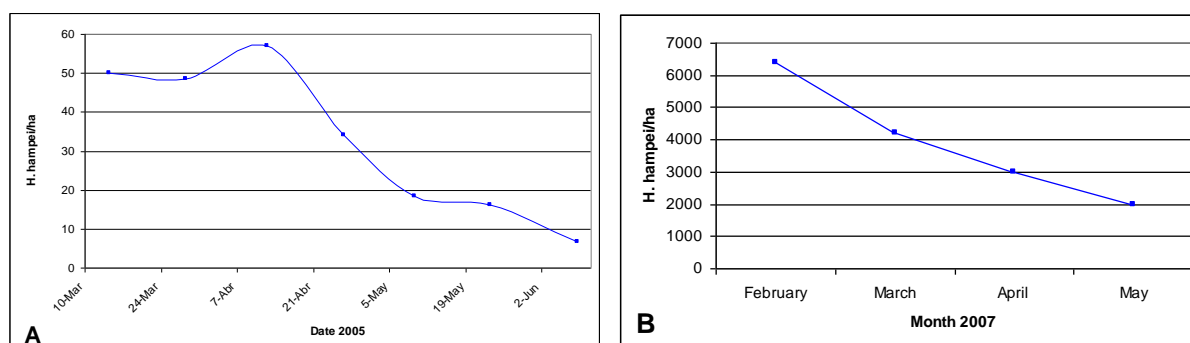 60
50
40
30
20
10
0
H. hampei/ha
10-Mar
24-Mar
7-Abr
21-Abr
5-May
19-May
2-Jun
Date 2005
A
7000
6000
5000
4000
3000
2000
1000
0
H. hampei/ha
February
March
April
May
Month 2007
B